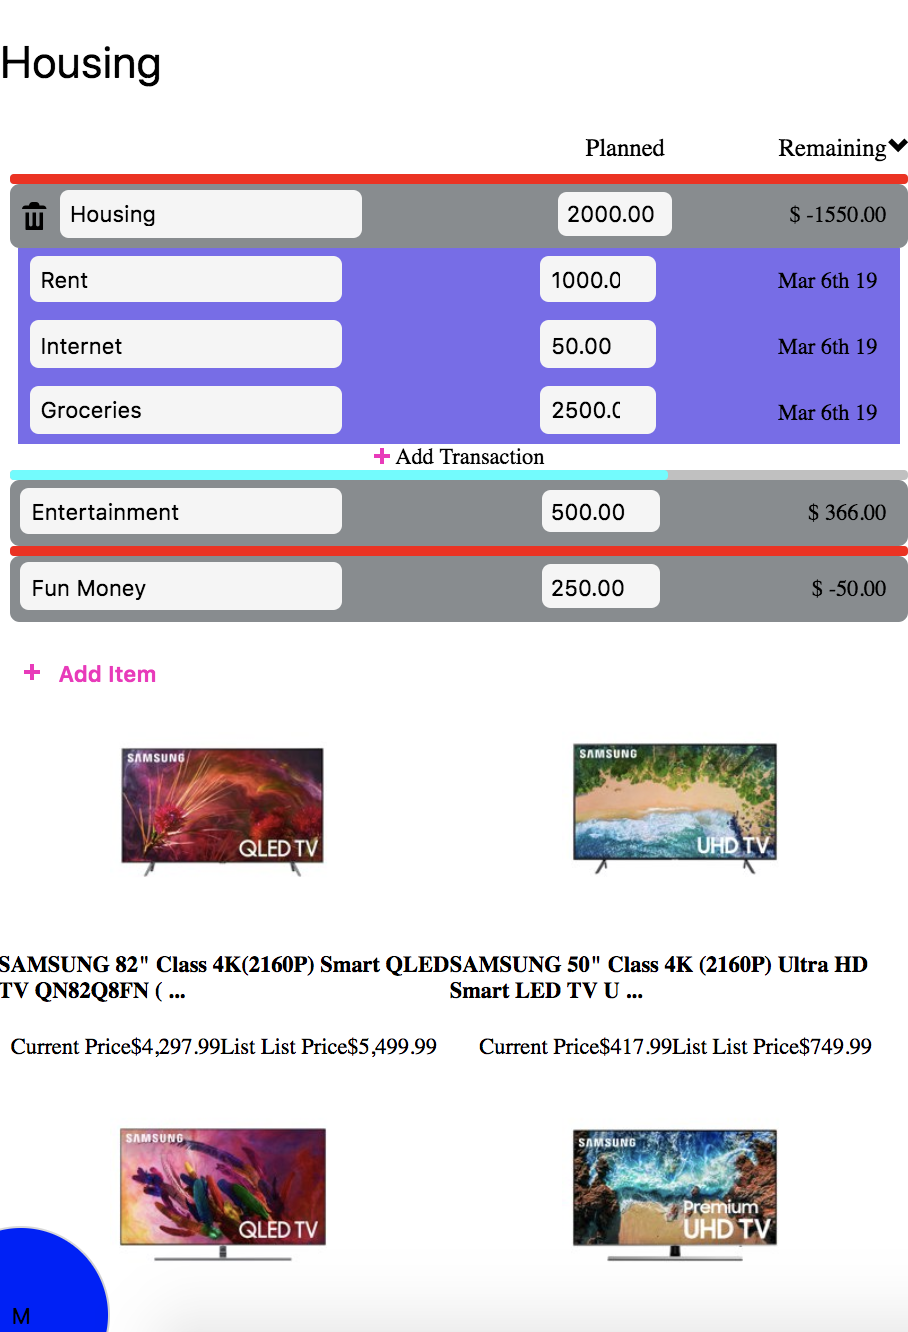 Housing
Planned Remaining
Housing 2000.00 $ -1550.00
Rent 1000.0 Mar 6th 19
Internet 50.00 Mar 6th 19
Groceries 2500.0 Mar 6th 19
+ Add Transaction
Entertainment 500.00 $ 366.00
Fun Money 250.00 $ -50.00
+ Add Item
SAMSUNG
QLED TV
SAMSUNG
UHD TV
SAMSUNG 82" Class 4K(2160P) Smart QLED
TV QN82Q8FN ( ...
SAMSUNG 50" Class 4K (2160P) Ultra HD
Smart LED TV U ...
Current Price$4,297.99List List Price$5,499.99
Current Price$417.99List List Price$749.99
SAMSUNG
QLED TV
SAMSUNG
Premium
UHD TV
M